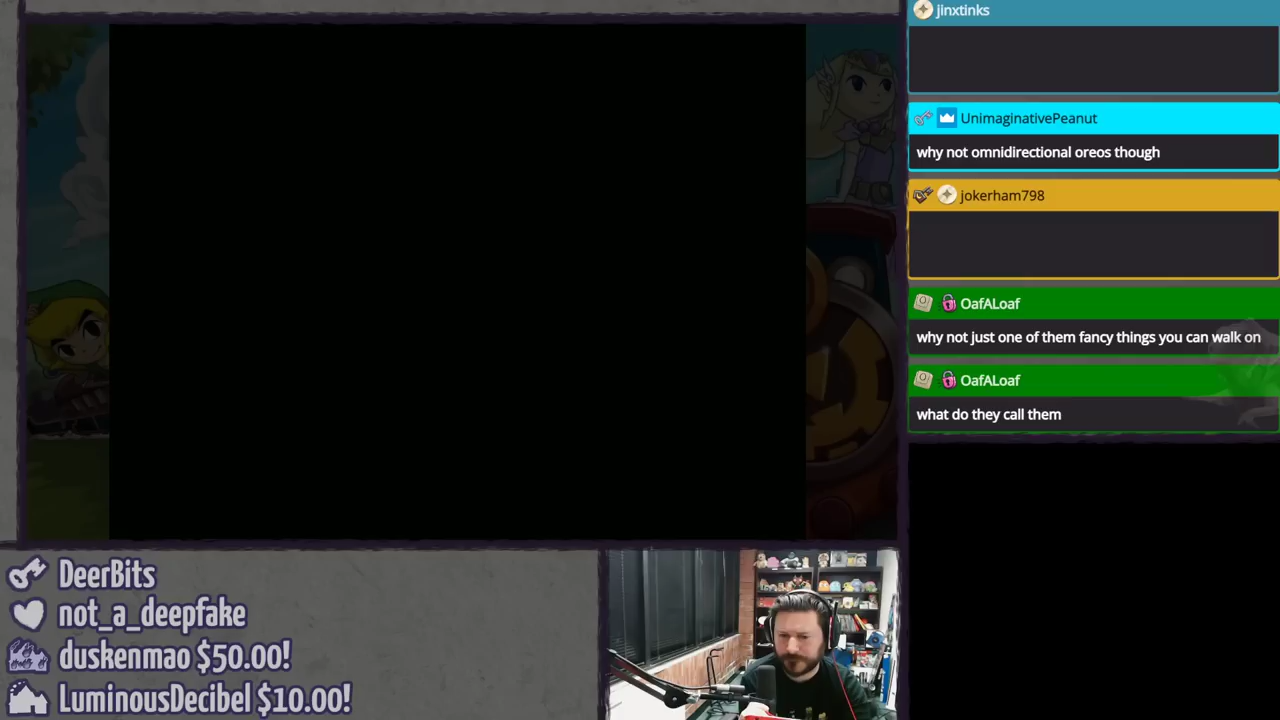 jinxtinks
UnimaginativePeanut
why not omnidirectional oreos though
jokerham798
OafALoaf
why not just one of them fancy things you can walk on
OafALoaf
what do they call them
DeerBits
not_a_deepfake
duskenmao $50.00!
LuminousDecibel $10.00!